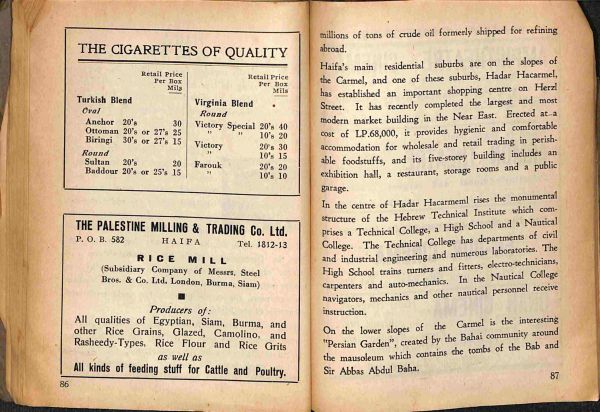 THE CIGARETTES OF QUALITY
Retail Price
Per Box
Mils
Turkish Blend
Oval
Anchor 20's 30
Ottoman 20's or 27's 25
Biringi 30's or 27's 15
Round
Sultan 20's 20
Baddour 20's or 25's 15
Retail Price
Per Box
Mils
Virginia Blend
Round
Victory Special 20's 40
" " 10's 20
Victory 20's 30
" 10's 15
Farouk 20's 20
" 10's 10
THE PALESTINE MILLING & TRADING Co. Ltd.
P. O. B. 582 HAIFA Tel. 1812-13
RICE MILL
(Subsidiary Company of Messrs. Steel
Bros. & Co. Ltd. London, Burma, Siam)
Producers of:
All qualities of Egyptian, Siam, Burma, and
other Rice Grains, Glazed, Camolino, and
Rasheedy-Types. Rice Flour and Rice Grits
as well as
All kinds of feeding stuff for Cattle and Poultry.
86
millions of tons of crude oil formerly shipped for refining
abroad.
Haifa's main residential suburbs are on the slopes of
the Carmel, and one of these suburbs, Hadar Hacarmel,
has established an important shopping centre on Herzl
Street. It has recently completed the largest and most
modern market building in the Near East. Erected at a
cost of LP.68,000, it provides hygienic and comfortable
accommodation for wholesale and retail trading in perish-
able foodstuffs, and its five-storey building includes an
exhibition hall, a restaurant, storage rooms and a public
garage.
In the centre of Hadar Hacarmeml rises the monumental
structure of the Hebrew Technical Institute which com-
prises a Technical College, a High School and a Nautical
College. The Technical College has departments of civil
and industrial engineering and numerous laboratories. The
High School trains turners and fitters, electro-technicians,
carpenters and auto-mechanics. In the Nautical College
navigators, mechanics and other nautical personnel receive
instruction.
On the lower slopes of the Carmel is the interesting
"Persian Garden", created by the Bahai community around
the mausoleum which contains the tombs of the Bab and
Sir Abbas Abdul Baha.
87